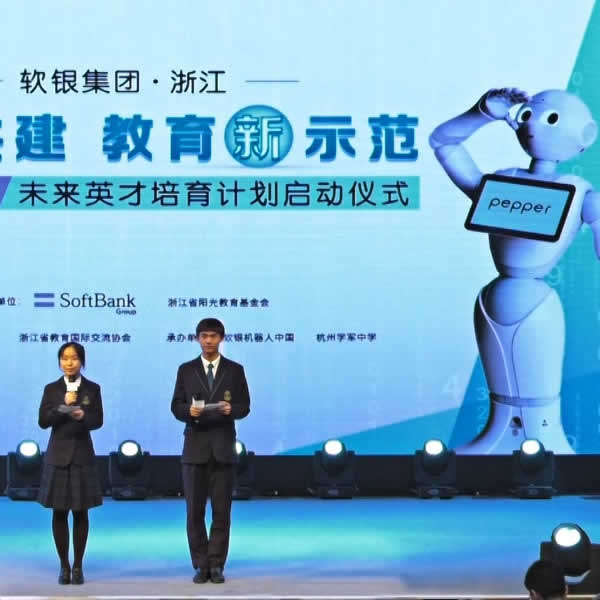 软银集团·浙江
建 教育新示范
未来英才培育计划启动仪式
pepper
单位: SoftBank Group 浙江省阳光教育基金会
浙江省教育国际交流协会 承办单 软银机器人中国 杭州学军中学